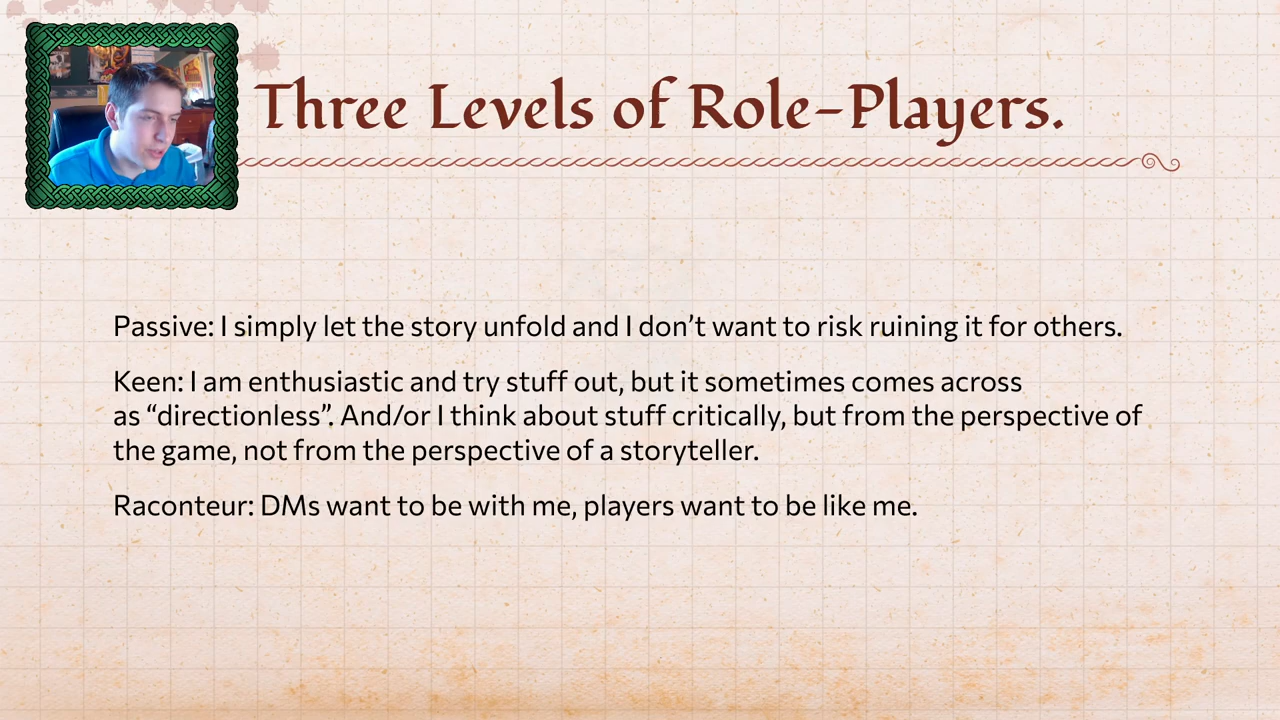 Three Levels of Role-Players.
Passive: I simply let the story unfold and I don’t want to risk ruining it for others.
Keen: I am enthusiastic and try stuff out, but it sometimes comes across
as “directionless”. And/or I think about stuff critically, but from the perspective of
the game, not from the perspective of a storyteller.
Raconteur: DMs want to be with me, players want to be like me.